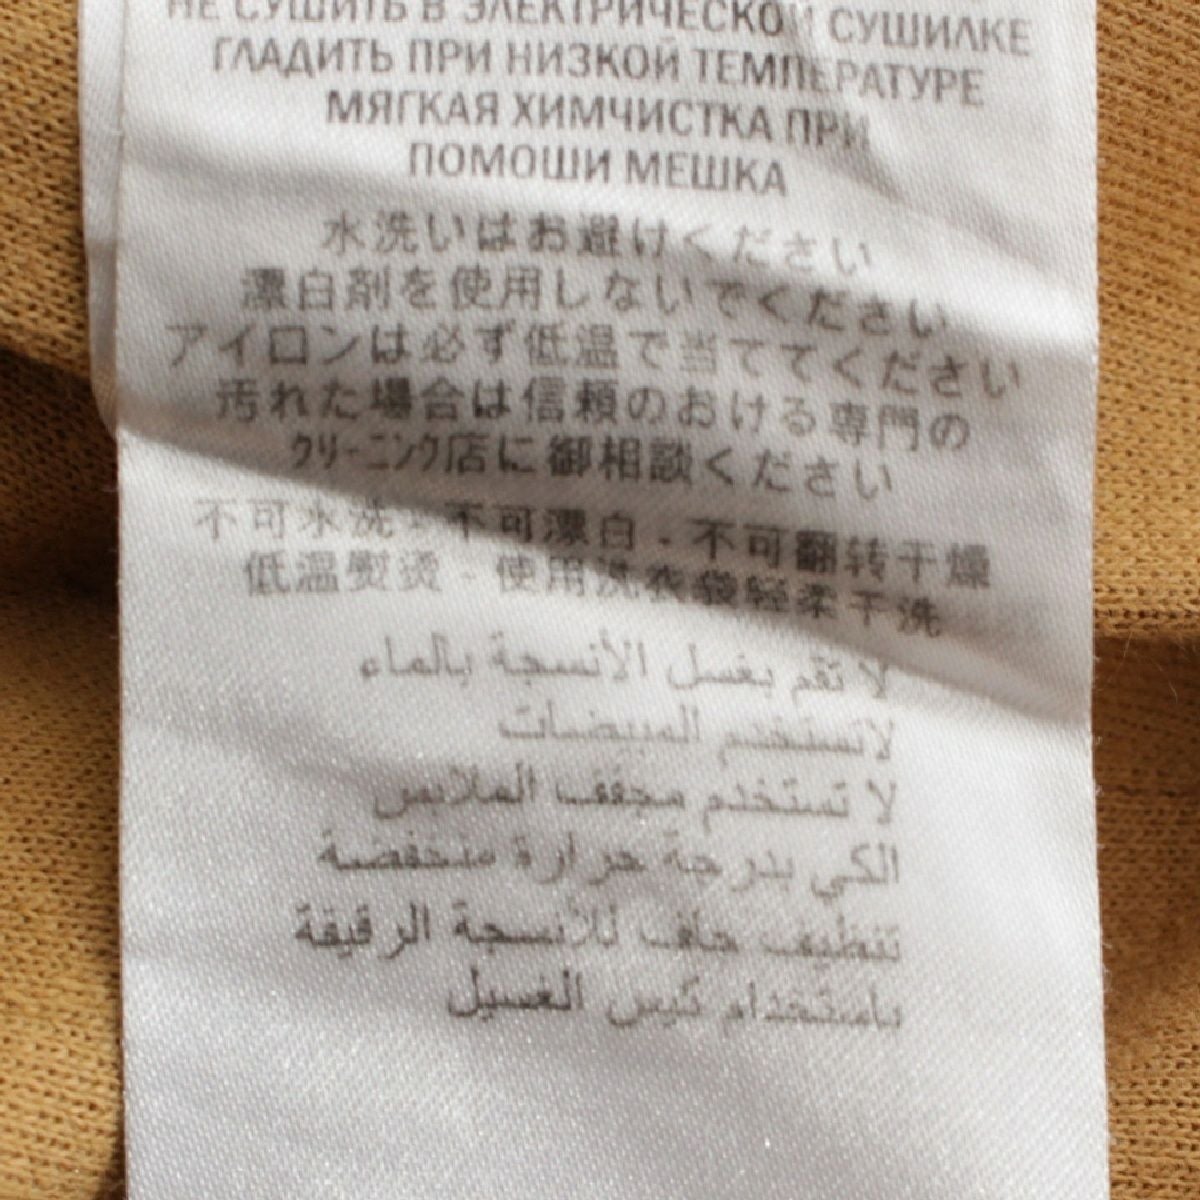 НЕ СУШИТЬ В ЭЛЕКТРИЧЕСКОЙ СУШИЛКЕ
ГЛАДИТЬ ПРИ НИЗКОЙ ТЕМПЕРАТУРЕ
МЯГКАЯ ХИМЧИСТКА ПРИ
ПОМОШИ МЕШКА
水洗いはお避けください
漂白剤を使用しないでください
アイロンは必ず低温で当ててください
汚れた場合は信頼のおける専門の
クリーニング店に御相談ください
不可水洗 - 不可漂白 - 不可翻转干燥
低温熨烫 - 使用洗衣袋轻柔干洗
لا تقم بغسل الأنسجة بالماء
لاتستخدم المبيضات
لا تستخدم مجفف الملابس
الكي بدرجة حرارة منخفضة
تنظيف جاف للأنسجة الرقيقة
باستخدام كيس الغسيل